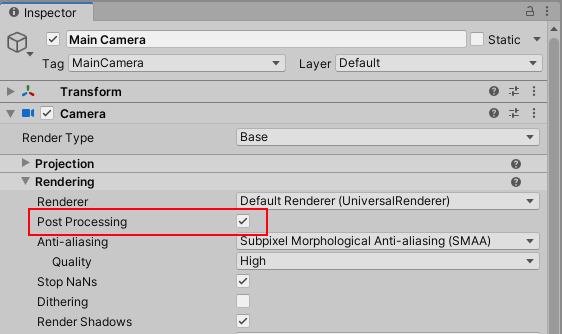 Inspector
Main Camera Static
Tag MainCamera Layer Default
Transform
Camera
Render Type Base
Projection
Rendering
Renderer Default Renderer (UniversalRenderer)
Post Processing
Anti-aliasing Subpixel Morphological Anti-aliasing (SMAA)
Quality High
Stop NaNs
Dithering
Render Shadows